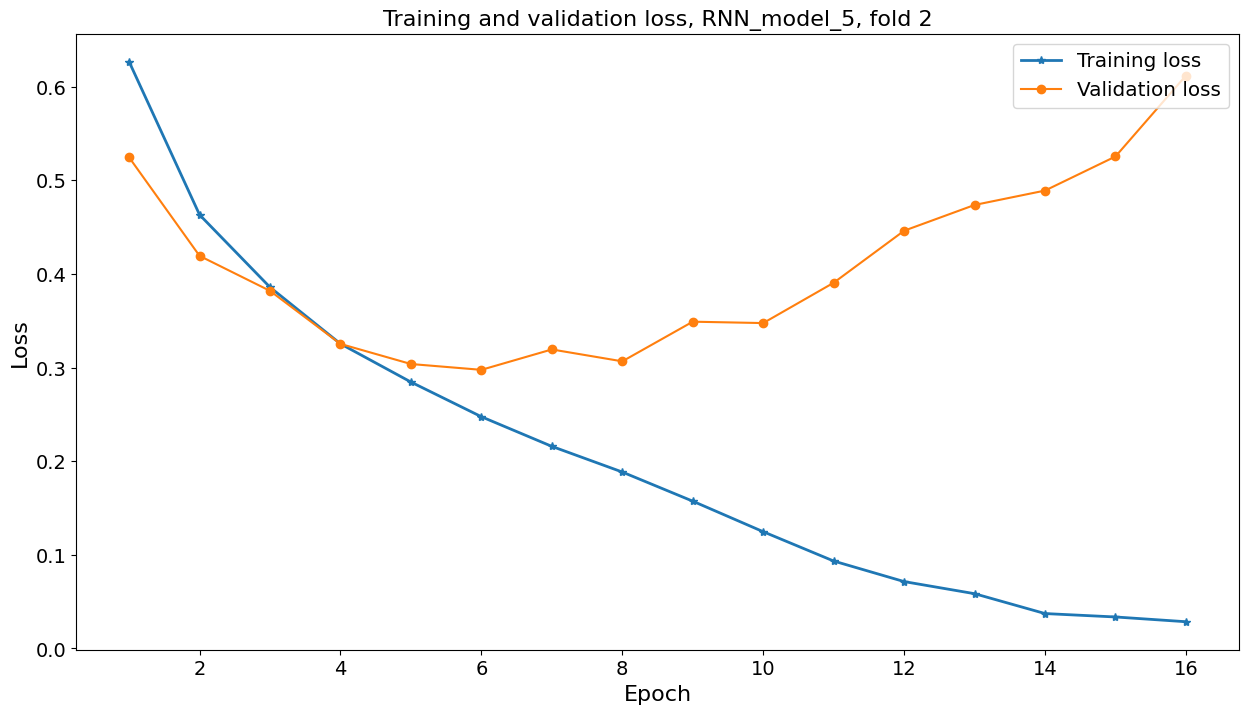 Training and validation loss, RNN_model_5, fold 2
Training loss
Validation loss
0.6
0.5
0.4
0.3
0.2
0.1
0.0
Loss
2 4 6 8 10 12 14 16
Epoch